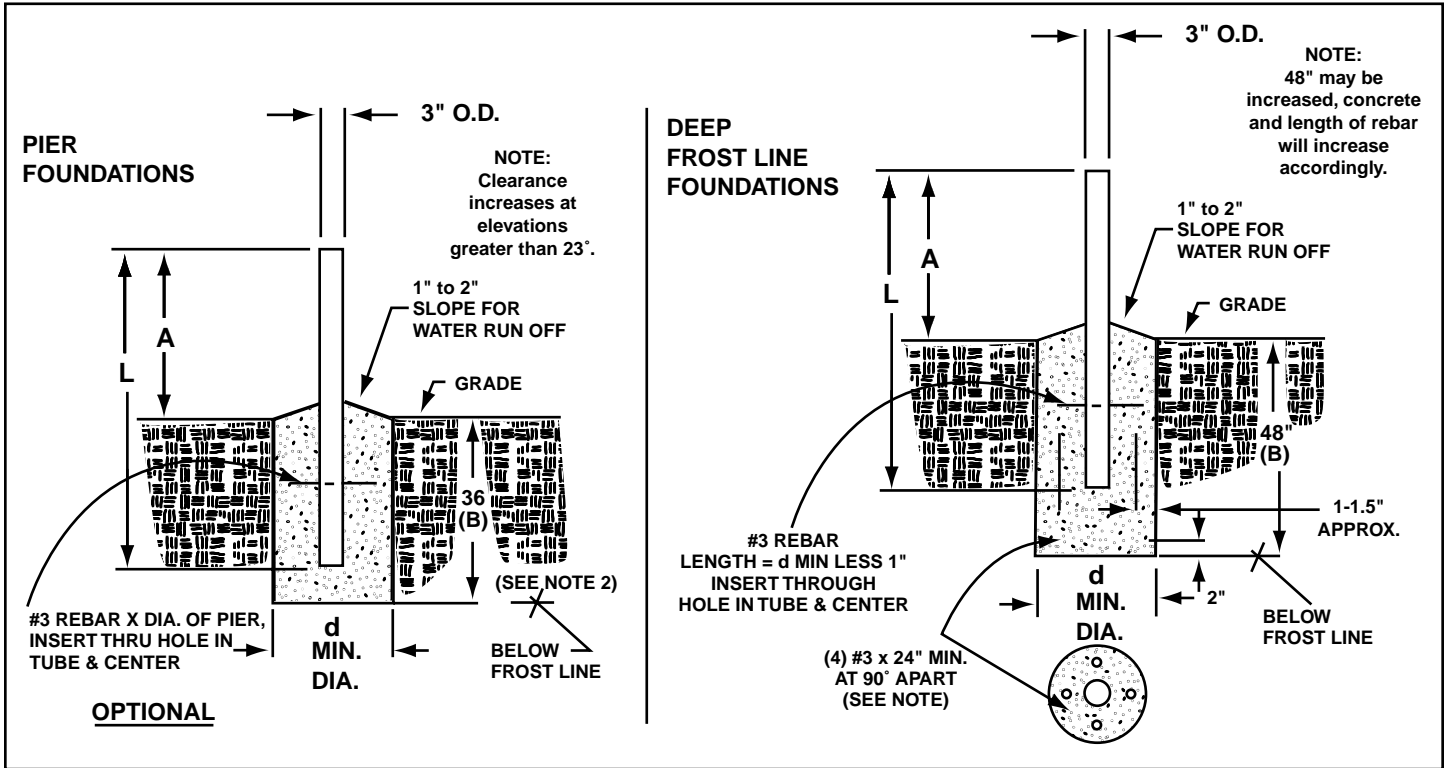 PIER
FOUNDATIONS
3" O.D.
NOTE:
Clearance
increases at
elevations
greater than 23˚.
1" to 2"
SLOPE FOR
WATER RUN OFF
A
L
GRADE
36
(B)
(SEE NOTE 2)
#3 REBAR X DIA. OF PIER,
INSERT THRU HOLE IN
TUBE & CENTER
d
MIN.
DIA.
BELOW
FROST LINE
OPTIONAL
DEEP
FROST LINE
FOUNDATIONS
3" O.D.
NOTE:
48" may be
increased, concrete
and length of rebar
will increase
accordingly.
1" to 2"
SLOPE FOR
WATER RUN OFF
A
L
GRADE
48"
(B)
1-1.5"
APPROX.
#3 REBAR
LENGTH = d MIN LESS 1"
INSERT THROUGH
HOLE IN TUBE & CENTER
d
MIN.
DIA.
2"
BELOW
FROST LINE
(4) #3 x 24" MIN.
AT 90˚ APART
(SEE NOTE)